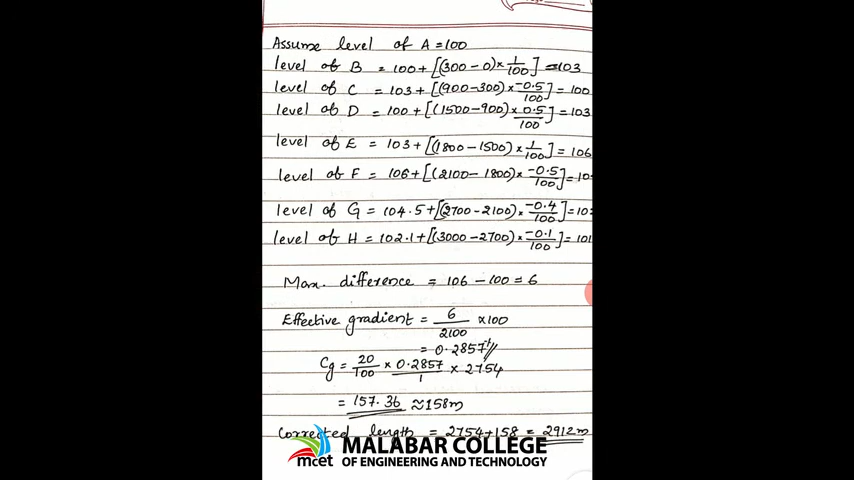 Assume level of A = 100
level of B = 100 + [(300 - 0) × 1/100] = 103
level of C = 103 + [(900 - 300) × -0.5/100] = 100
level of D = 100 + [(1500 - 900) × 0.5/100] = 103
level of E = 103 + [(1800 - 1500) × 1/100] = 106
level of F = 106 + [(2100 - 1800) × -0.5/100] = 10
level of G = 104.5 + [(2700 - 2100) × -0.4/100] = 10
level of H = 102.1 + [(3000 - 2700) × -0.1/100] = 101
Max. difference = 106 - 100 = 6
Effective gradient = 6/2100 × 100
= 0.2857%
Cg = 20/100 × 0.2857/1 × 2754
= 157.36 ≈ 158m
Corrected length = 2754 + 158 = 2912m
mcet MALABAR COLLEGE
OF ENGINEERING AND TECHNOLOGY